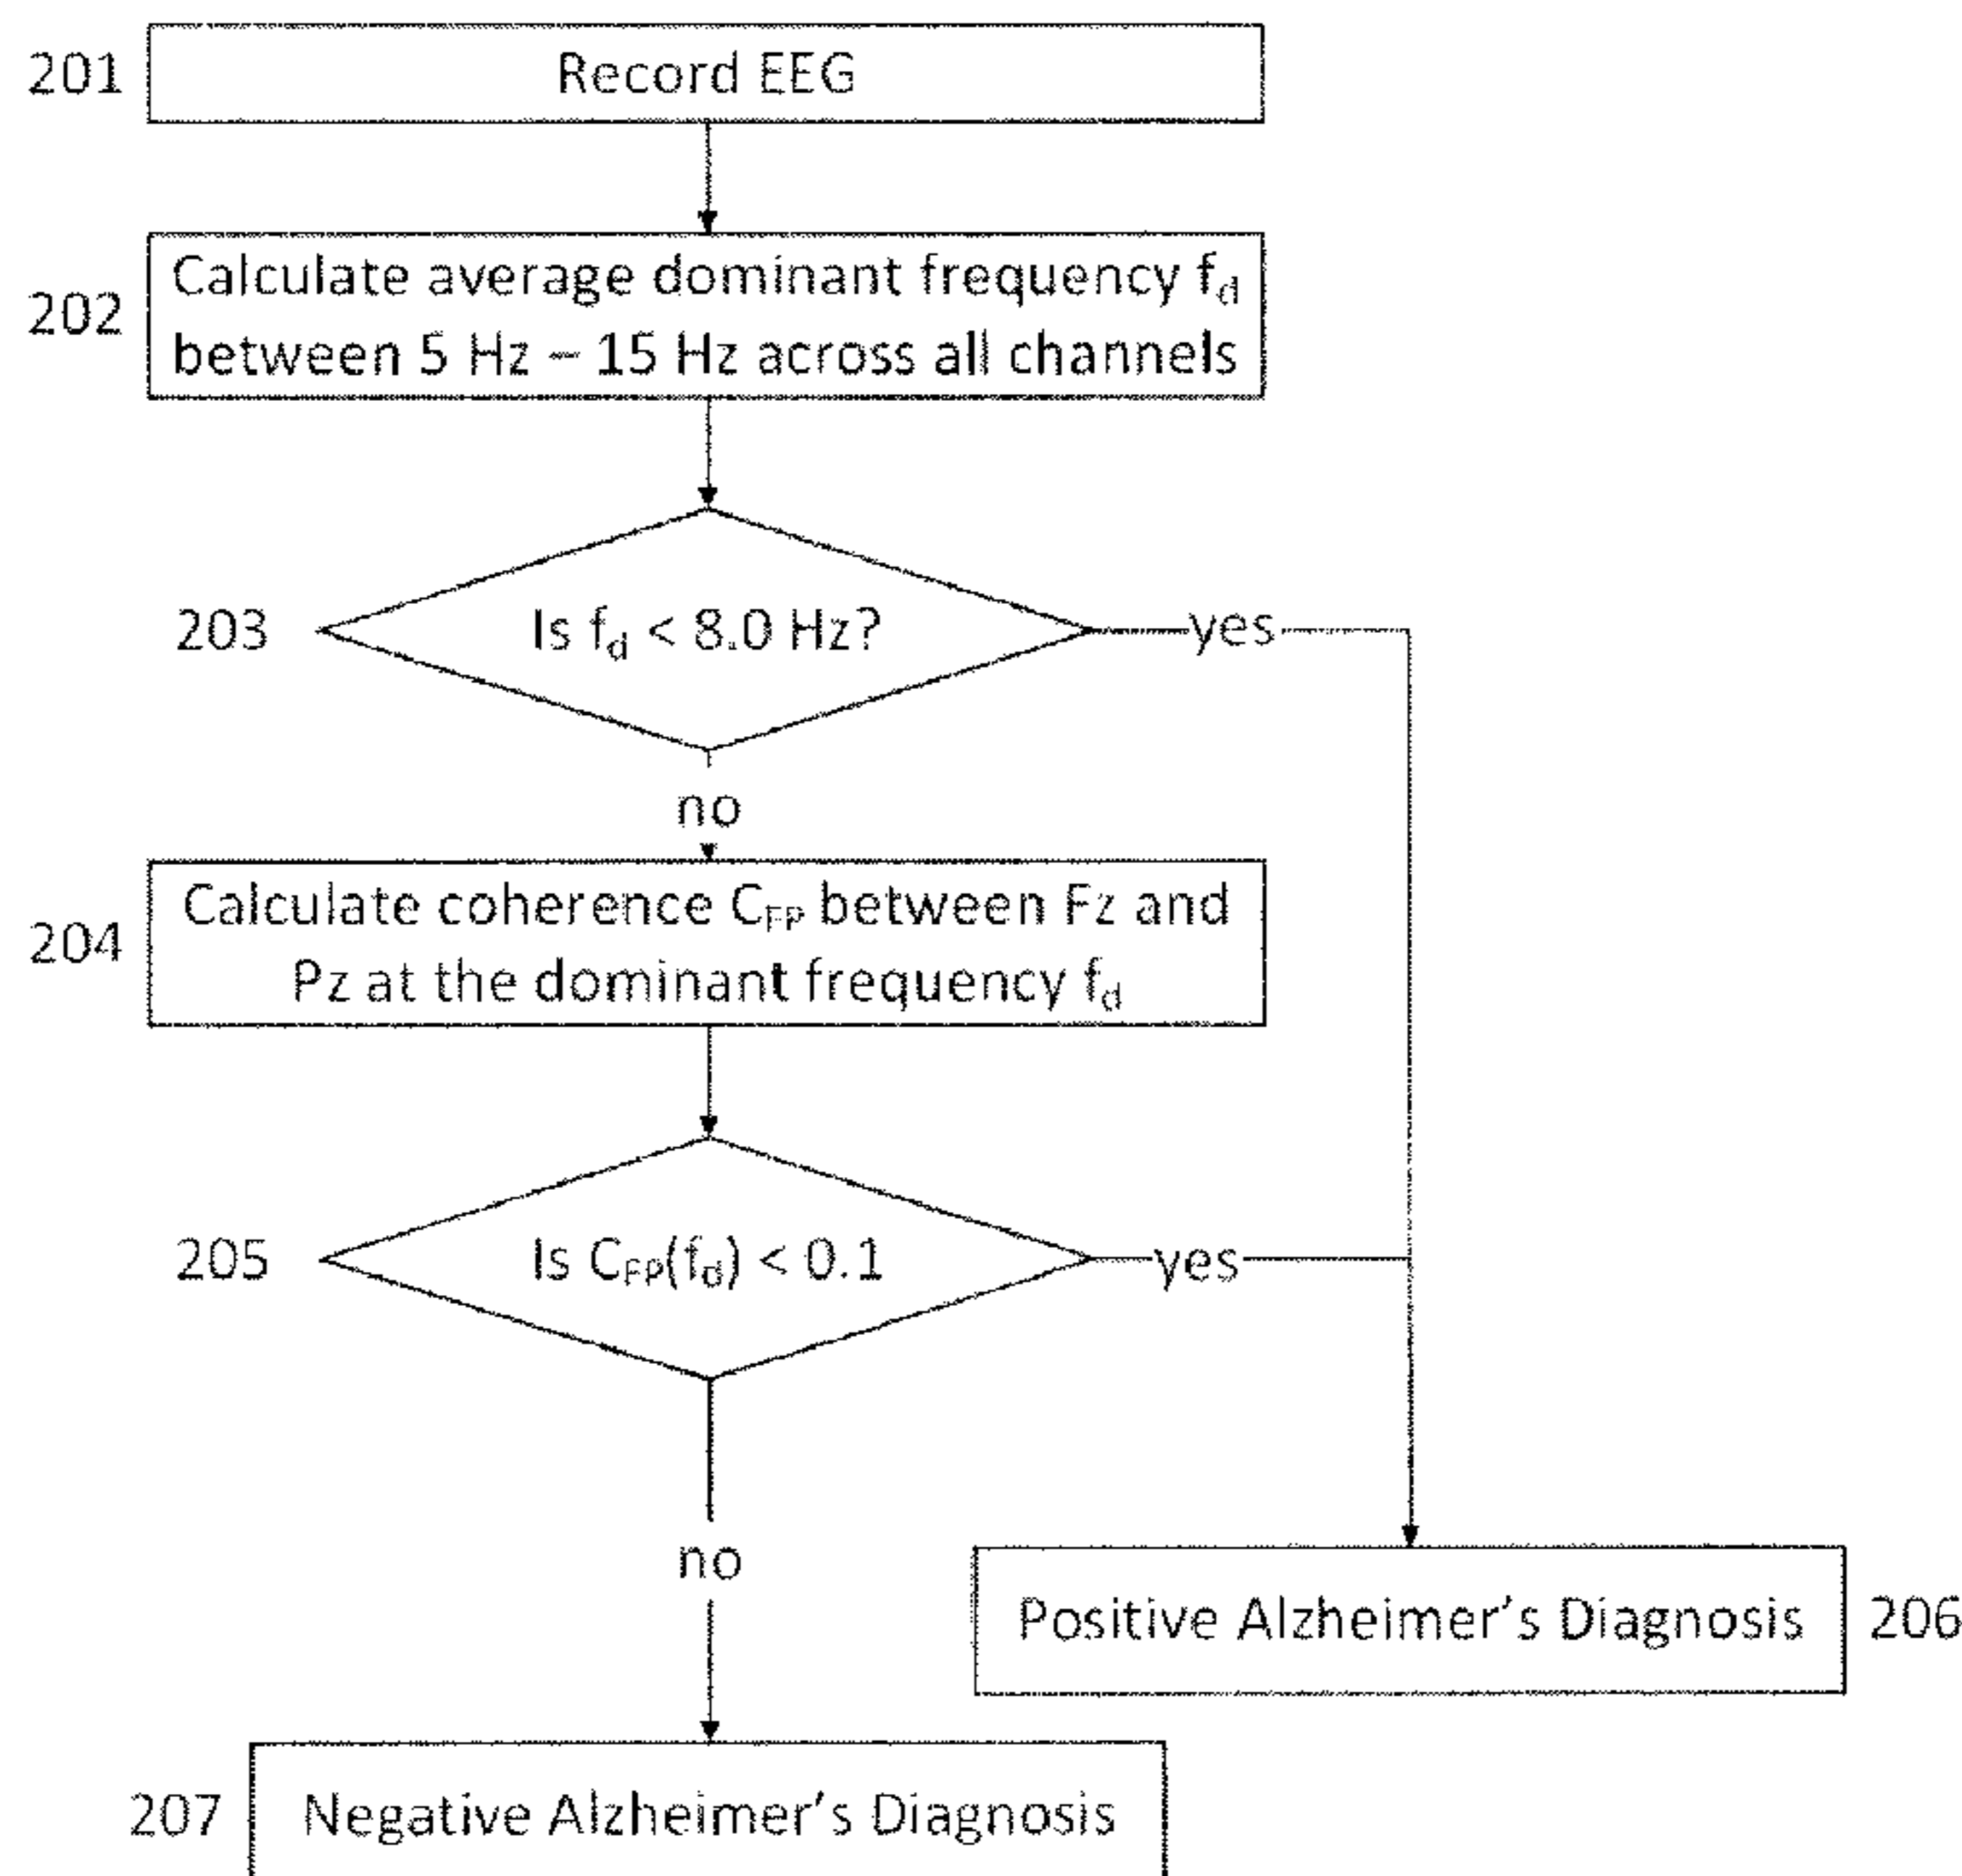 201
Record EEG
202
Calculate average dominant frequency fd
between 5 Hz – 15 Hz across all channels
203
Is fd < 8.0 Hz?
yes
no
204
Calculate coherence CFP between Fz and
Pz at the dominant frequency fd
205
Is CFP(fd) < 0.1
yes
no
Positive Alzheimer's Diagnosis
206
207
Negative Alzheimer's Diagnosis